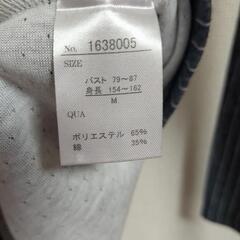 No. 1638005
SIZE
バスト 79～87
身長 154～162
M
QUA
ポリエステル 65%
綿 35%